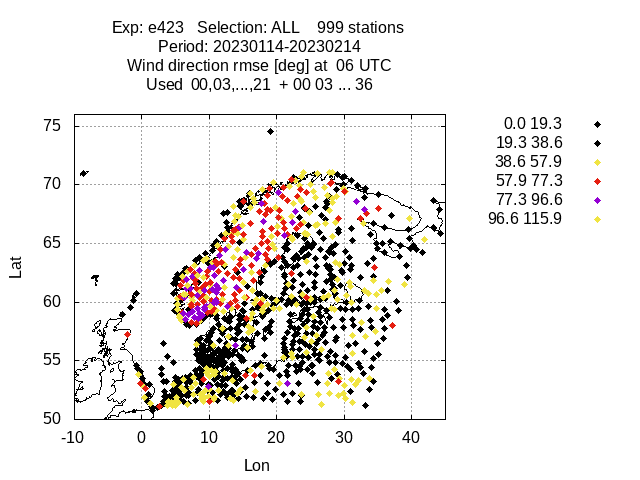 Exp: e423 Selection: ALL 999 stations
Period: 20230114-20230214
Wind direction rmse [deg] at 06 UTC
Used 00,03,...,21 + 00 03 ... 36
0.0 19.3
19.3 38.6
38.6 57.9
57.9 77.3
77.3 96.6
96.6 115.9
75
70
65
60
55
50
Lat
-10 0 10 20 30 40
Lon